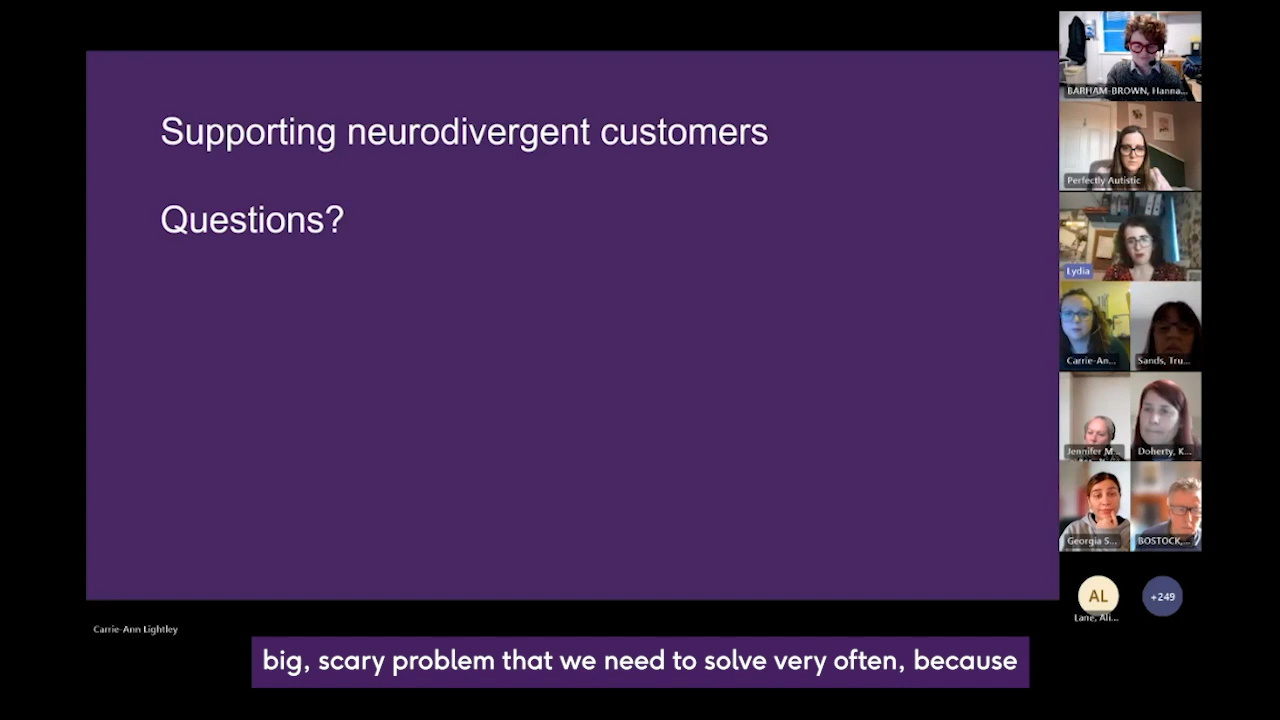 Supporting neurodivergent customers
Questions?
BARHAM-BROWN, Hanna...
Perfectly Autistic
Lydia
Carrie-An...
Sands, Tru...
Jennifer M...
Doherty, K...
Georgia S...
BOSTOCK,...
AL
+249
Lane, Ali...
Carrie-Ann Lightley
big, scary problem that we need to solve very often, because